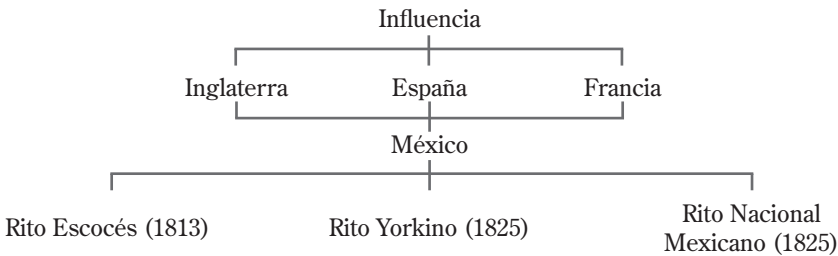 Influencia
Inglaterra España Francia
México
Rito Escocés (1813) Rito Yorkino (1825) Rito Nacional
Mexicano (1825)